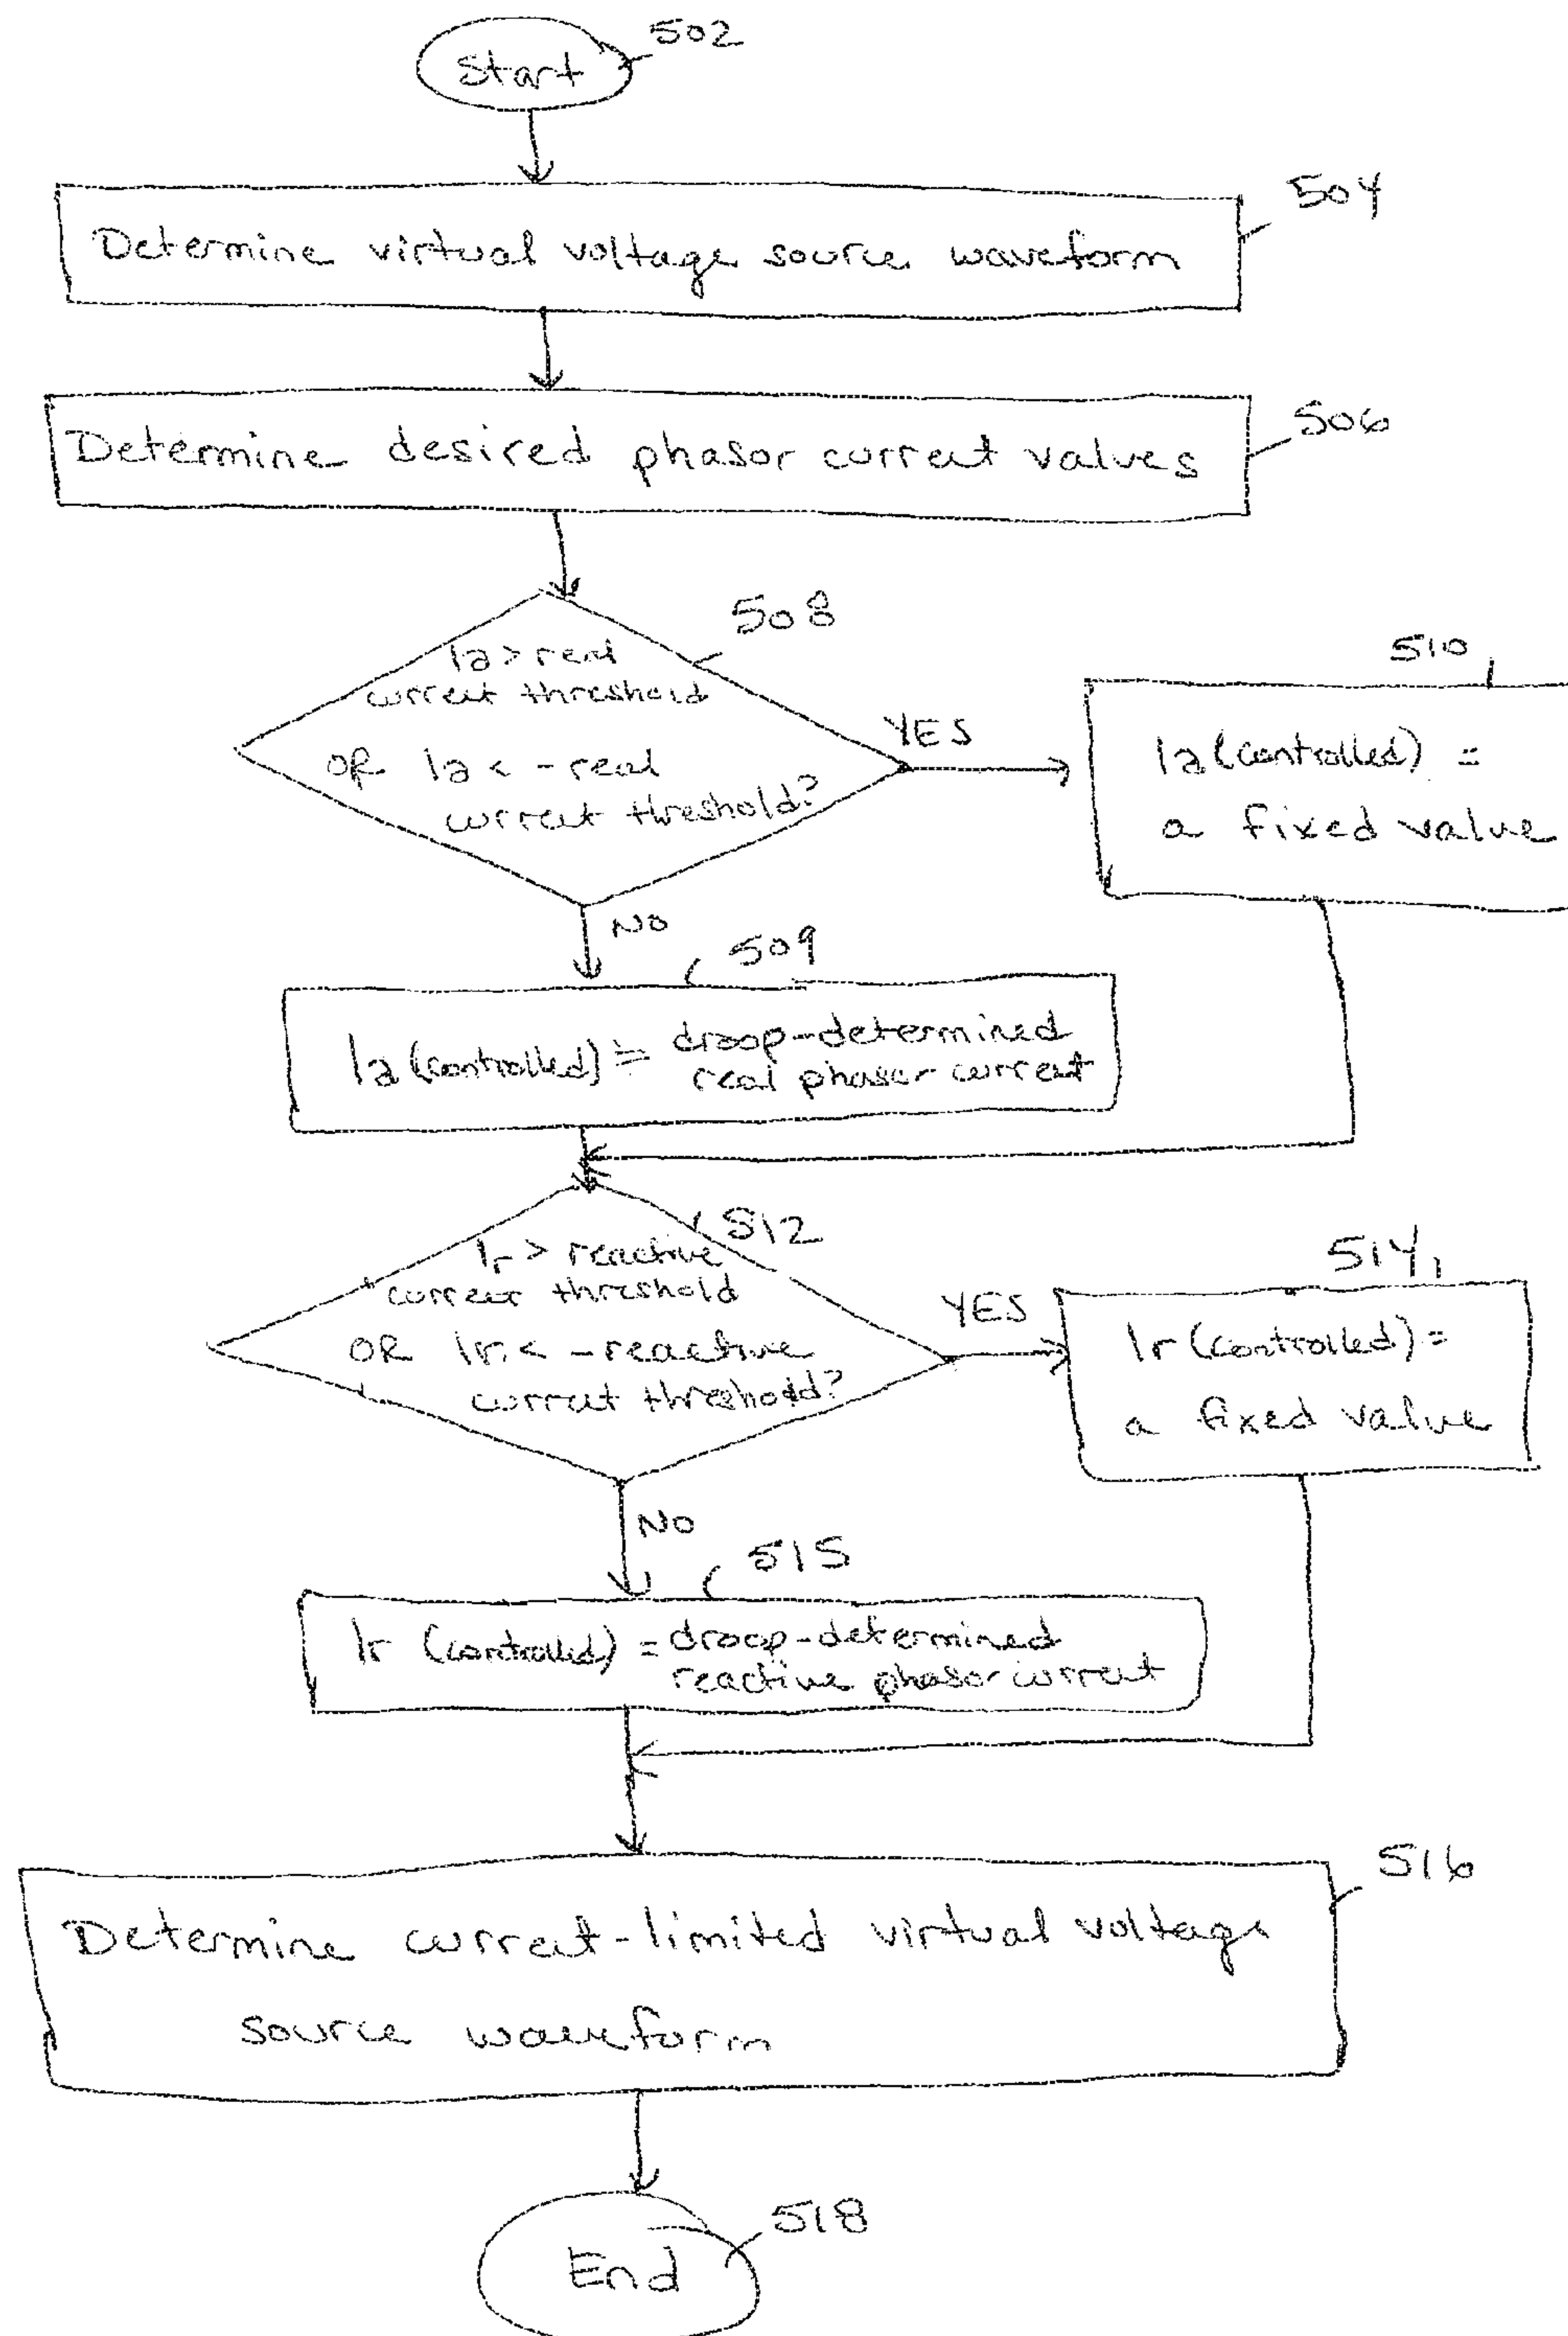 Start
502
Determine virtual voltage source waveform
504
Determine desired phasor current values
506
508
Ia > real
current threshold
OR Ia < -real
current threshold?
YES
510
Ia (controlled) =
a fixed value
NO
509
Ia (controlled) = droop-determined
real phasor current
512
Ir > reactive
current threshold
OR Ir < -reactive
current threshold?
YES
514
Ir (controlled) =
a fixed value
NO
515
Ir (controlled) = droop-determined
reactive phasor current
516
Determine current-limited virtual voltage
source waveform
518
End